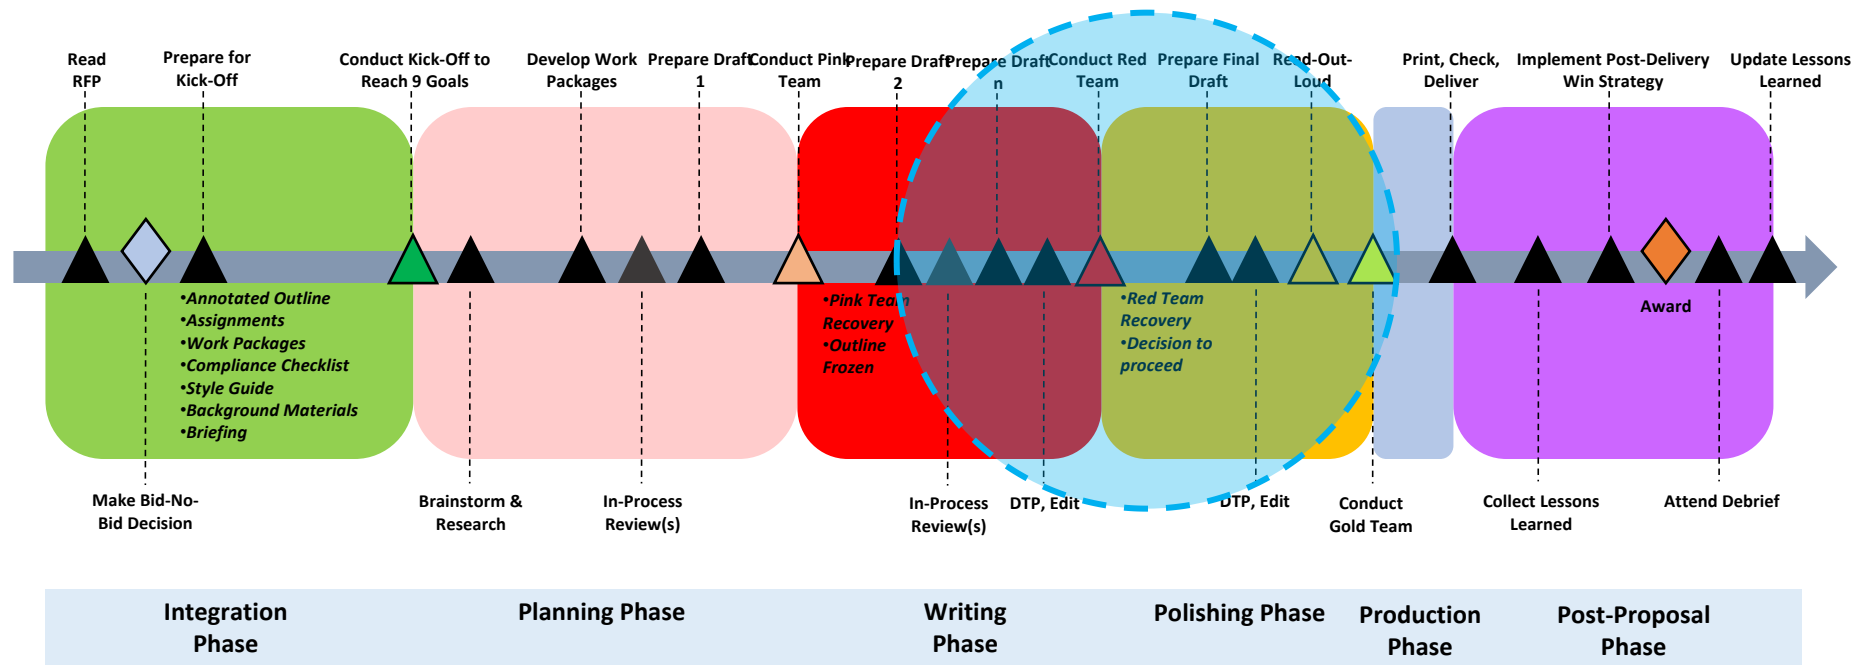 Read
RFP
Prepare for
Kick-Off
Conduct Kick-Off to
Reach 9 Goals
Develop Work
Packages
Prepare Draft
1
Conduct Pink
Team
Prepare Draft
2
Prepare Draft
n
Conduct Red
Team
Prepare Final
Draft
Read-Out-
Loud
Print, Check,
Deliver
Implement Post-Delivery
Win Strategy
Update Lessons
Learned
•Annotated Outline
•Assignments
•Work Packages
•Compliance Checklist
•Style Guide
•Background Materials
•Briefing
•Pink Team
Recovery
•Outline
Frozen
•Red Team
Recovery
•Decision to
proceed
Award
Make Bid-No-
Bid Decision
Brainstorm &
Research
In-Process
Review(s)
In-Process
Review(s)
DTP, Edit
DTP, Edit
Conduct
Gold Team
Collect Lessons
Learned
Attend Debrief
Integration
Phase
Planning Phase
Writing
Phase
Polishing Phase
Production
Phase
Post-Proposal
Phase